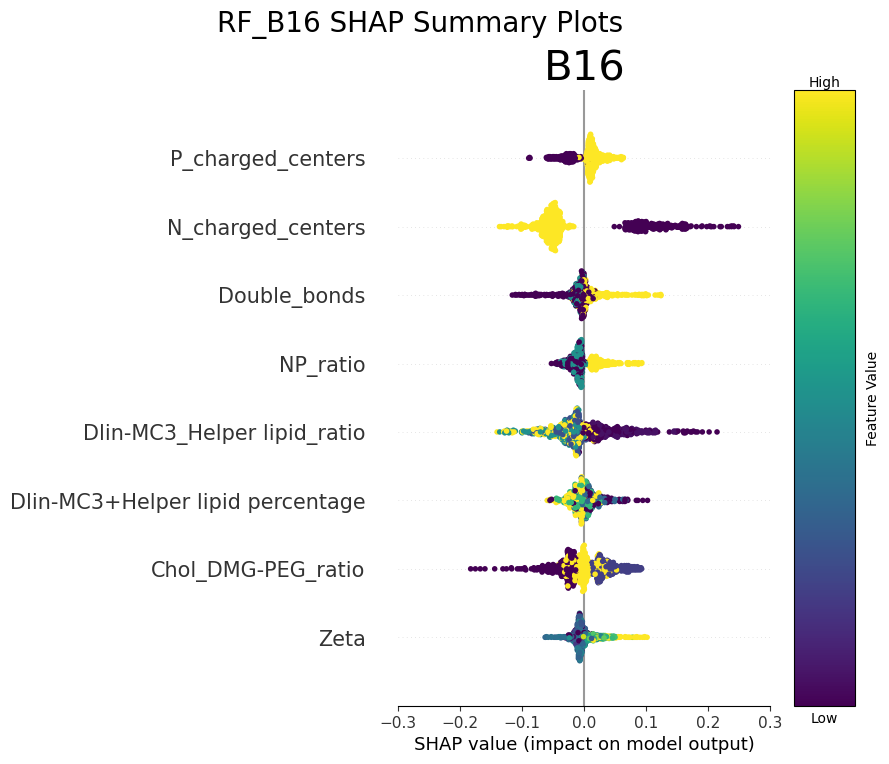 RF_B16 SHAP Summary Plots
B16
High
P_charged_centers
N_charged_centers
Double_bonds
NP_ratio
Dlin-MC3_Helper lipid_ratio
Dlin-MC3+Helper lipid percentage
Chol_DMG-PEG_ratio
Zeta
Feature Value
Low
−0.3 −0.2 −0.1 0.0 0.1 0.2 0.3
SHAP value (impact on model output)